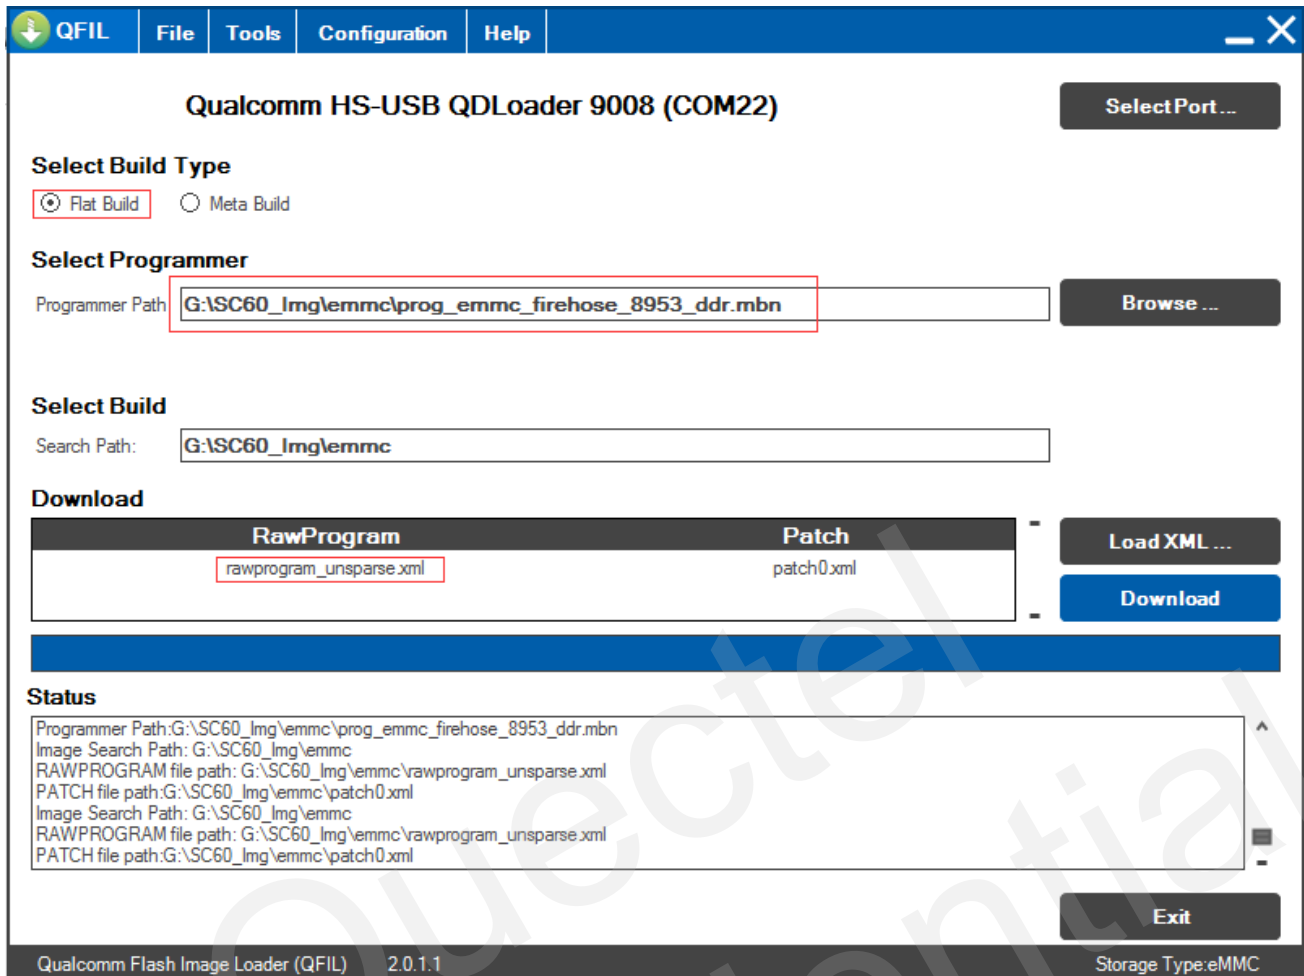 QFIL File Tools Configuration Help
Qualcomm HS-USB QDLoader 9008 (COM22)
Select Port ...
Select Build Type
Flat Build Meta Build
Select Programmer
Programmer Path G:\SC60_Img\emmc\prog_emmc_firehose_8953_ddr.mbn
Browse ...
Select Build
Search Path: G:\SC60_Img\emmc
Download
RawProgram Patch
Load XML ...
rawprogram_unsparse.xml patch0.xml
Download
Status
Programmer Path:G:\SC60_Img\emmc\prog_emmc_firehose_8953_ddr.mbn
Image Search Path: G:\SC60_Img\emmc
RAWPROGRAM file path: G:\SC60_Img\emmc\rawprogram_unsparse.xml
PATCH file path:G:\SC60_Img\emmc\patch0.xml
Image Search Path: G:\SC60_Img\emmc
RAWPROGRAM file path: G:\SC60_Img\emmc\rawprogram_unsparse.xml
PATCH file path:G:\SC60_Img\emmc\patch0.xml
Exit
Qualcomm Flash Image Loader (QFIL) 2.0.1.1 Storage Type:eMMC
Quectel